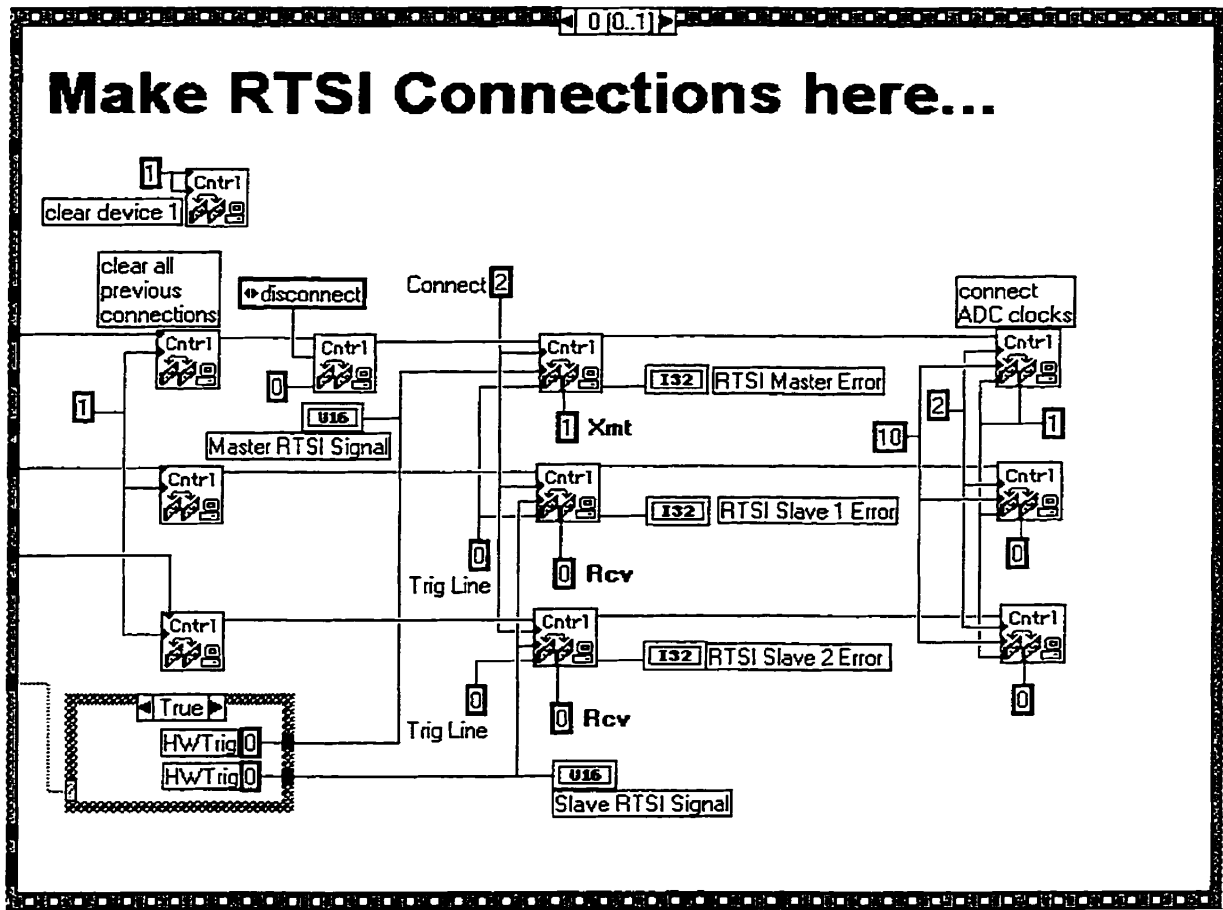 0 [0..1]
Make RTSI Connections here...
1
Cntrl
clear device 1
clear all
previous
connections
disconnect
Connect 2
connect
ADC clocks
Cntrl
Cntrl
Cntrl
Cntrl
0
I32 RTSI Master Error
1
U16
Master RTSI Signal
1 Xmt
2
10
1
Cntrl
Cntrl
Cntrl
I32 RTSI Slave 1 Error
0
Trig Line
0 Rcv
0
Cntrl
Cntrl
Cntrl
I32 RTSI Slave 2 Error
0
Trig Line
0 Rcv
0
True
HWTrig 0
HWTrig 0
?
U16
Slave RTSI Signal